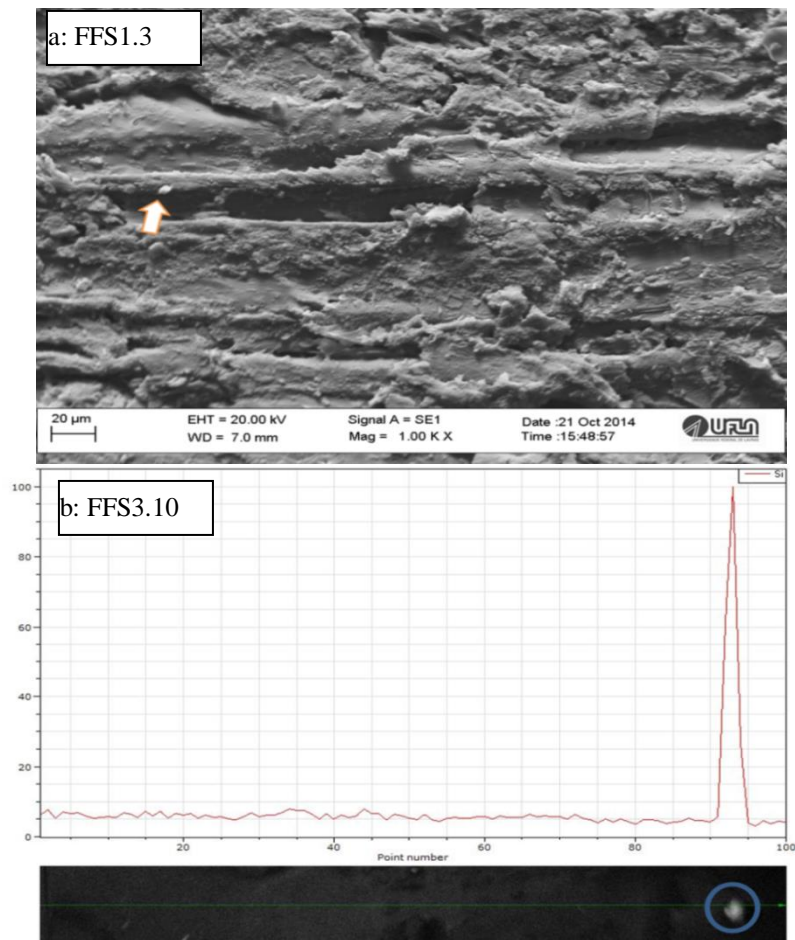 a: FFS1.3
20 µm
EHT = 20.00 kV
Signal A = SE1
Date :21 Oct 2014
WD = 7.0 mm
Mag = 1.00 K X
Time :15:48:57
UFLA
Si
b: FFS3.10
100
80
60
40
20
0
20 40 60 80 100
Point number